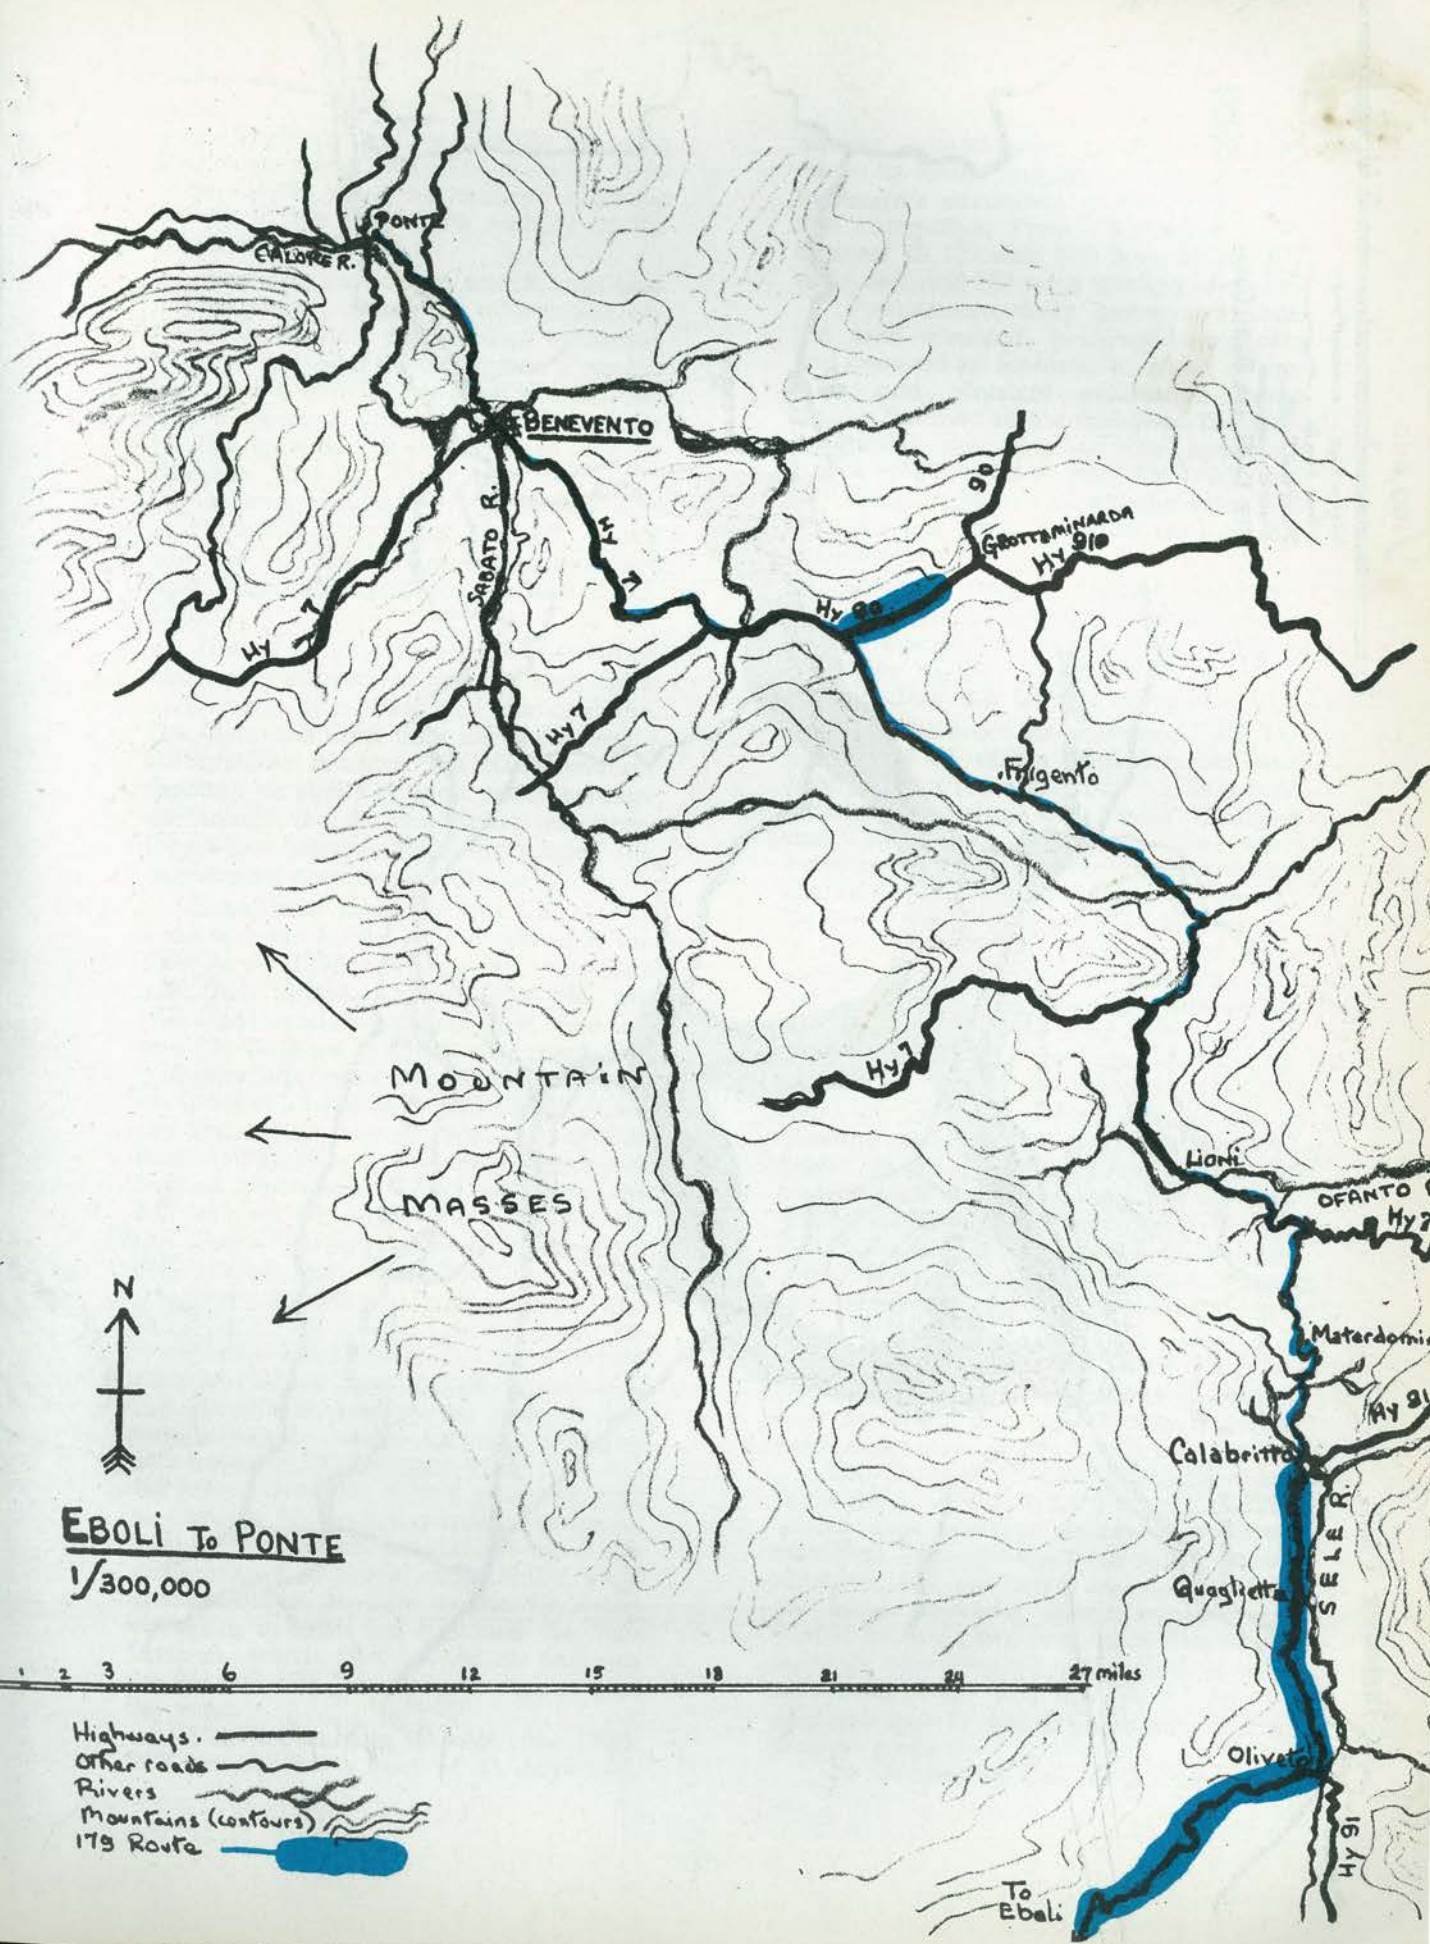 PONTE
CALORE R.
BENEVENTO
90
GROTTAMINARDA
Hy 910
SABATO R.
Hy
7
Hy 90
Hy 7
Hy 7
.Frigento
MOUNTAIN
Hy 7
Lioni
OFANTO
Hy 7
MASSES
N
Materdomi
Hy 91
Calabritto
SELE R.
EBOLI To PONTE
1/300,000
Quaglietta
1 2 3 6 9 12 15 18 21 24 27 miles
Highways.
Other roads
Rivers
Mountains (contours)
179 Route
Oliveto
Hy 91
To
Eboli